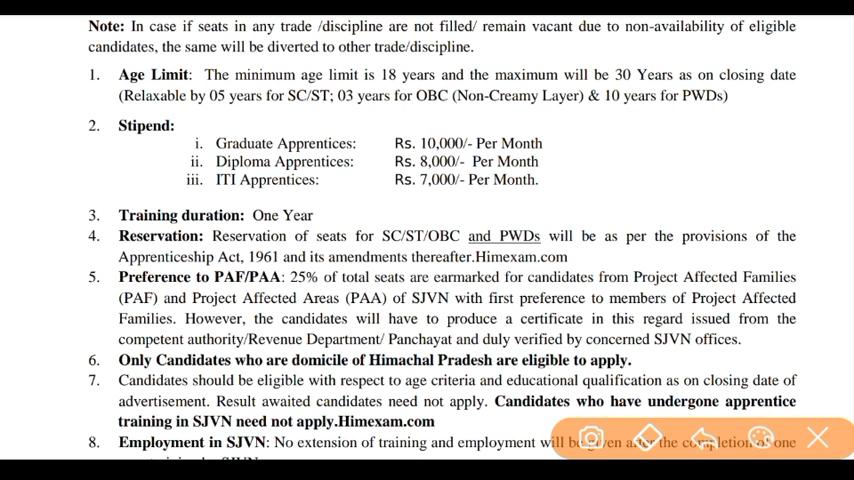 Note: In case if seats in any trade /discipline are not filled/ remain vacant due to non-availability of eligible
candidates, the same will be diverted to other trade/discipline.
1. Age Limit: The minimum age limit is 18 years and the maximum will be 30 Years as on closing date
(Relaxable by 05 years for SC/ST; 03 years for OBC (Non-Creamy Layer) & 10 years for PWDs)
2. Stipend:
i. Graduate Apprentices: Rs. 10,000/- Per Month
ii. Diploma Apprentices: Rs. 8,000/- Per Month
iii. ITI Apprentices: Rs. 7,000/- Per Month.
3. Training duration: One Year
4. Reservation: Reservation of seats for SC/ST/OBC and PWDs will be as per the provisions of the
Apprenticeship Act, 1961 and its amendments thereafter.Himexam.com
5. Preference to PAF/PAA: 25% of total seats are earmarked for candidates from Project Affected Families
(PAF) and Project Affected Areas (PAA) of SJVN with first preference to members of Project Affected
Families. However, the candidates will have to produce a certificate in this regard issued from the
competent authority/Revenue Department/ Panchayat and duly verified by concerned SJVN offices.
6. Only Candidates who are domicile of Himachal Pradesh are eligible to apply.
7. Candidates should be eligible with respect to age criteria and educational qualification as on closing date of
advertisement. Result awaited candidates need not apply. Candidates who have undergone apprentice
training in SJVN need not apply.Himexam.com
8. Employment in SJVN: No extension of training and employment will be given after the completion of one